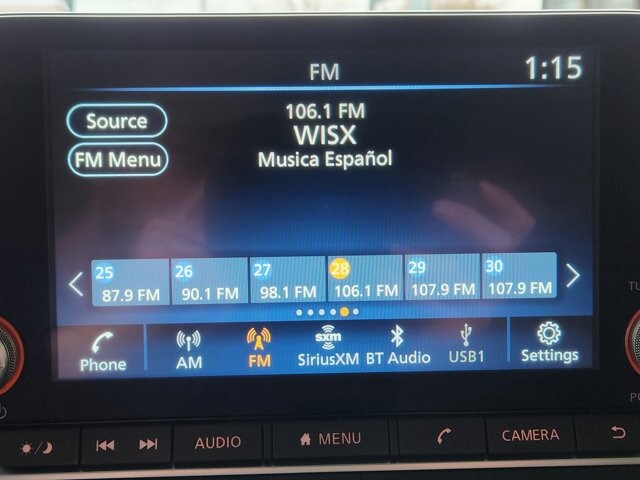 FM 1:15
Source
FM Menu
106.1 FM
WISX
Musica Español
25 26 27 28 29 30
87.9 FM 90.1 FM 98.1 FM 106.1 FM 107.9 FM 107.9 FM
sxm
Phone AM FM SiriusXM BT Audio USB1 Settings
AUDIO MENU CAMERA
TU
PU